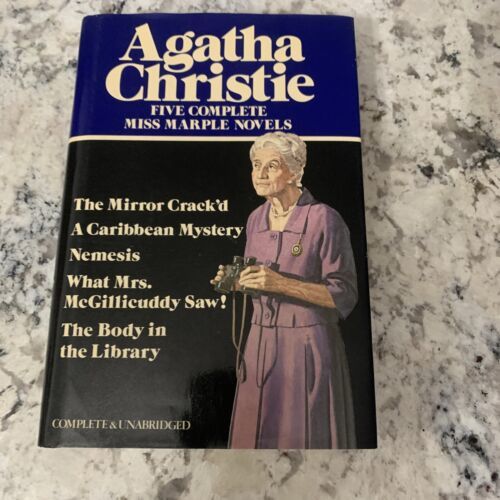 Agatha
Christie
FIVE COMPLETE
MISS MARPLE NOVELS
The Mirror Crack'd
A Caribbean Mystery
Nemesis
What Mrs.
McGillicuddy Saw!
The Body in
the Library
COMPLETE & UNABRIDGED